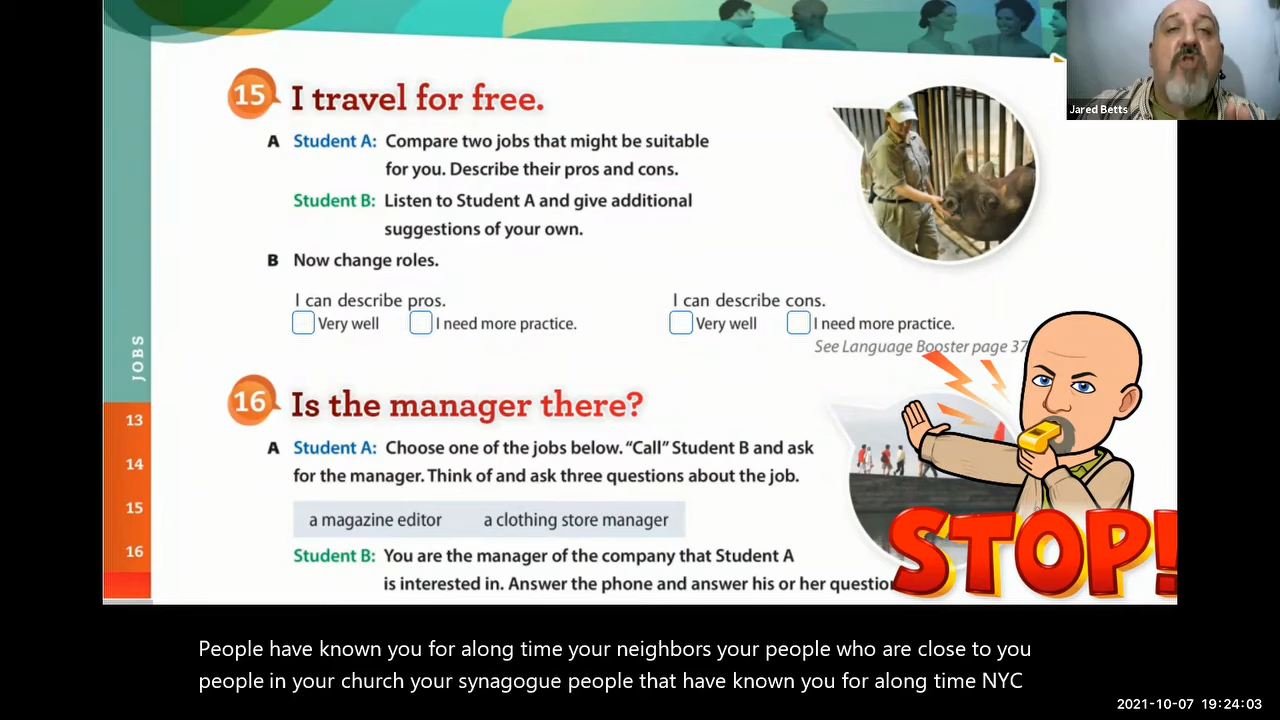 15 I travel for free.
A Student A: Compare two jobs that might be suitable
for you. Describe their pros and cons.
Student B: Listen to Student A and give additional
suggestions of your own.
B Now change roles.
I can describe pros.
Very well I need more practice.
I can describe cons.
Very well I need more practice.
See Language Booster page 37
JOBS
13
14
15
16
16 Is the manager there?
A Student A: Choose one of the jobs below. “Call” Student B and ask
for the manager. Think of and ask three questions about the job.
a magazine editor a clothing store manager
Student B: You are the manager of the company that Student A
is interested in. Answer the phone and answer his or her
STOP!
Jared Betts
People have known you for along time your neighbors your people who are close to you
people in your church your synagogue people that have known you for along time NYC
2021-10-07 19:24:03